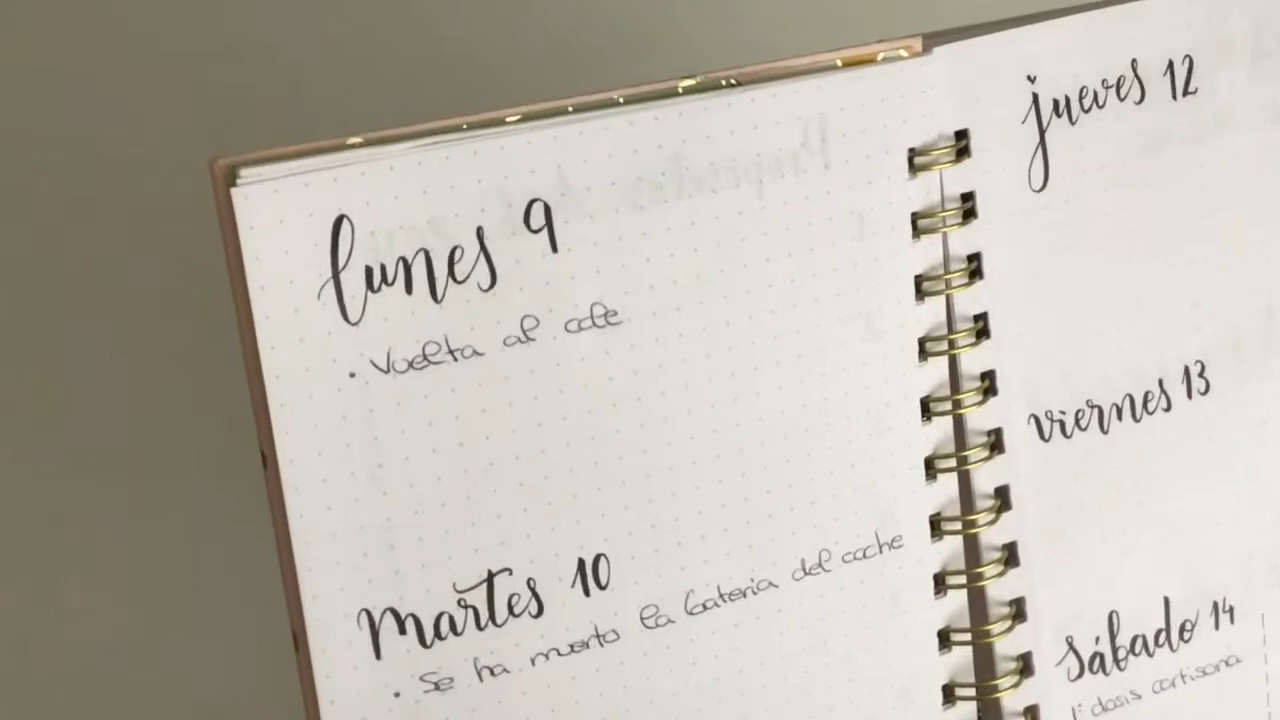 lunes 9
• Vuelta al cole
Martes 10
• Se ha muerto la bateria del coche
jueves 12
viernes 13
Sábado 14
1ª dosis cortisona